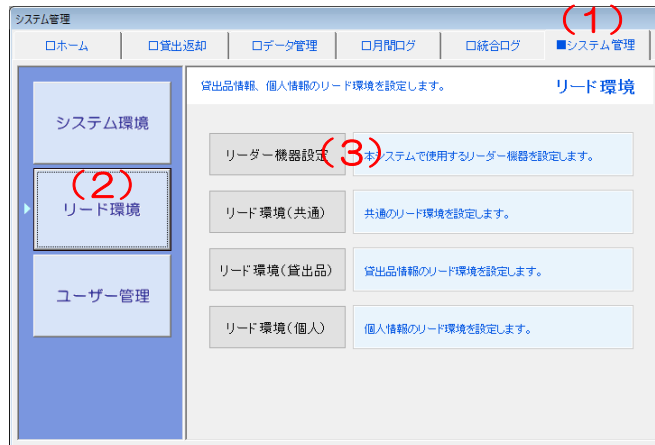 システム管理
(1)
□ホーム
□貸出返却
□データ管理
□月間ログ
□統合ログ
■システム管理
貸出品情報、個人情報のリード環境を設定します。
リード環境
システム環境
(2)
リード環境
ユーザー管理
リーダー機器設定
(3)
本システムで使用するリーダー機器を設定します。
リード環境(共通)
共通のリード環境を設定します。
リード環境(貸出品)
貸出品情報のリード環境を設定します。
リード環境(個人)
個人情報のリード環境を設定します。